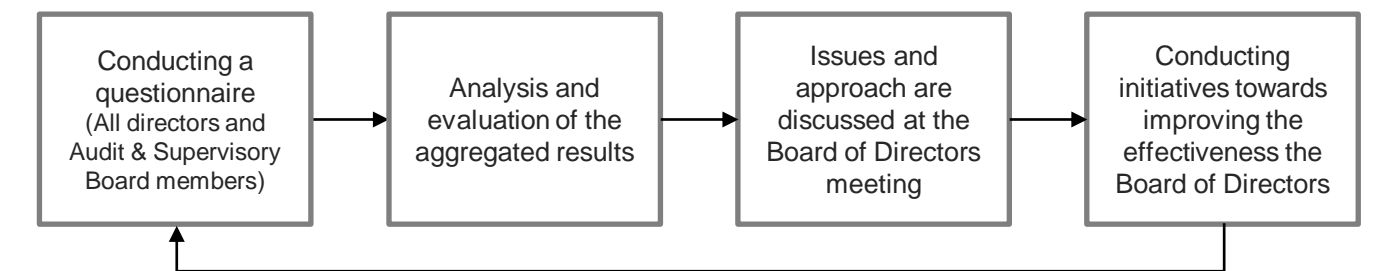 Conducting a
questionnaire
(All directors and
Audit & Supervisory
Board members)
Analysis and
evaluation of the
aggregated results
Issues and
approach are
discussed at the
Board of Directors
meeting
Conducting
initiatives towards
improving the
effectiveness the
Board of Directors